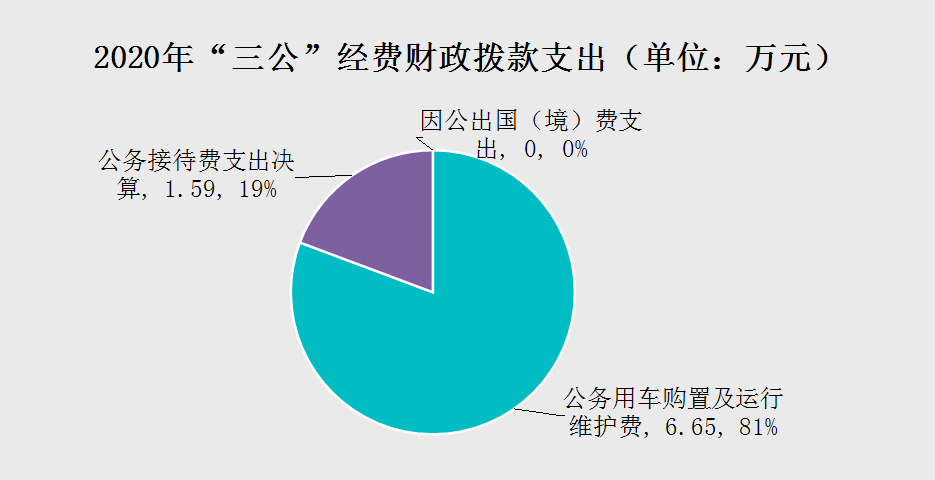 2020年“三公”经费财政拨款支出（单位：万元）
因公出国（境）费支
出, 0, 0%
公务接待费支出决
算, 1.59, 19%
公务用车购置及运行
维护费, 6.65, 81%